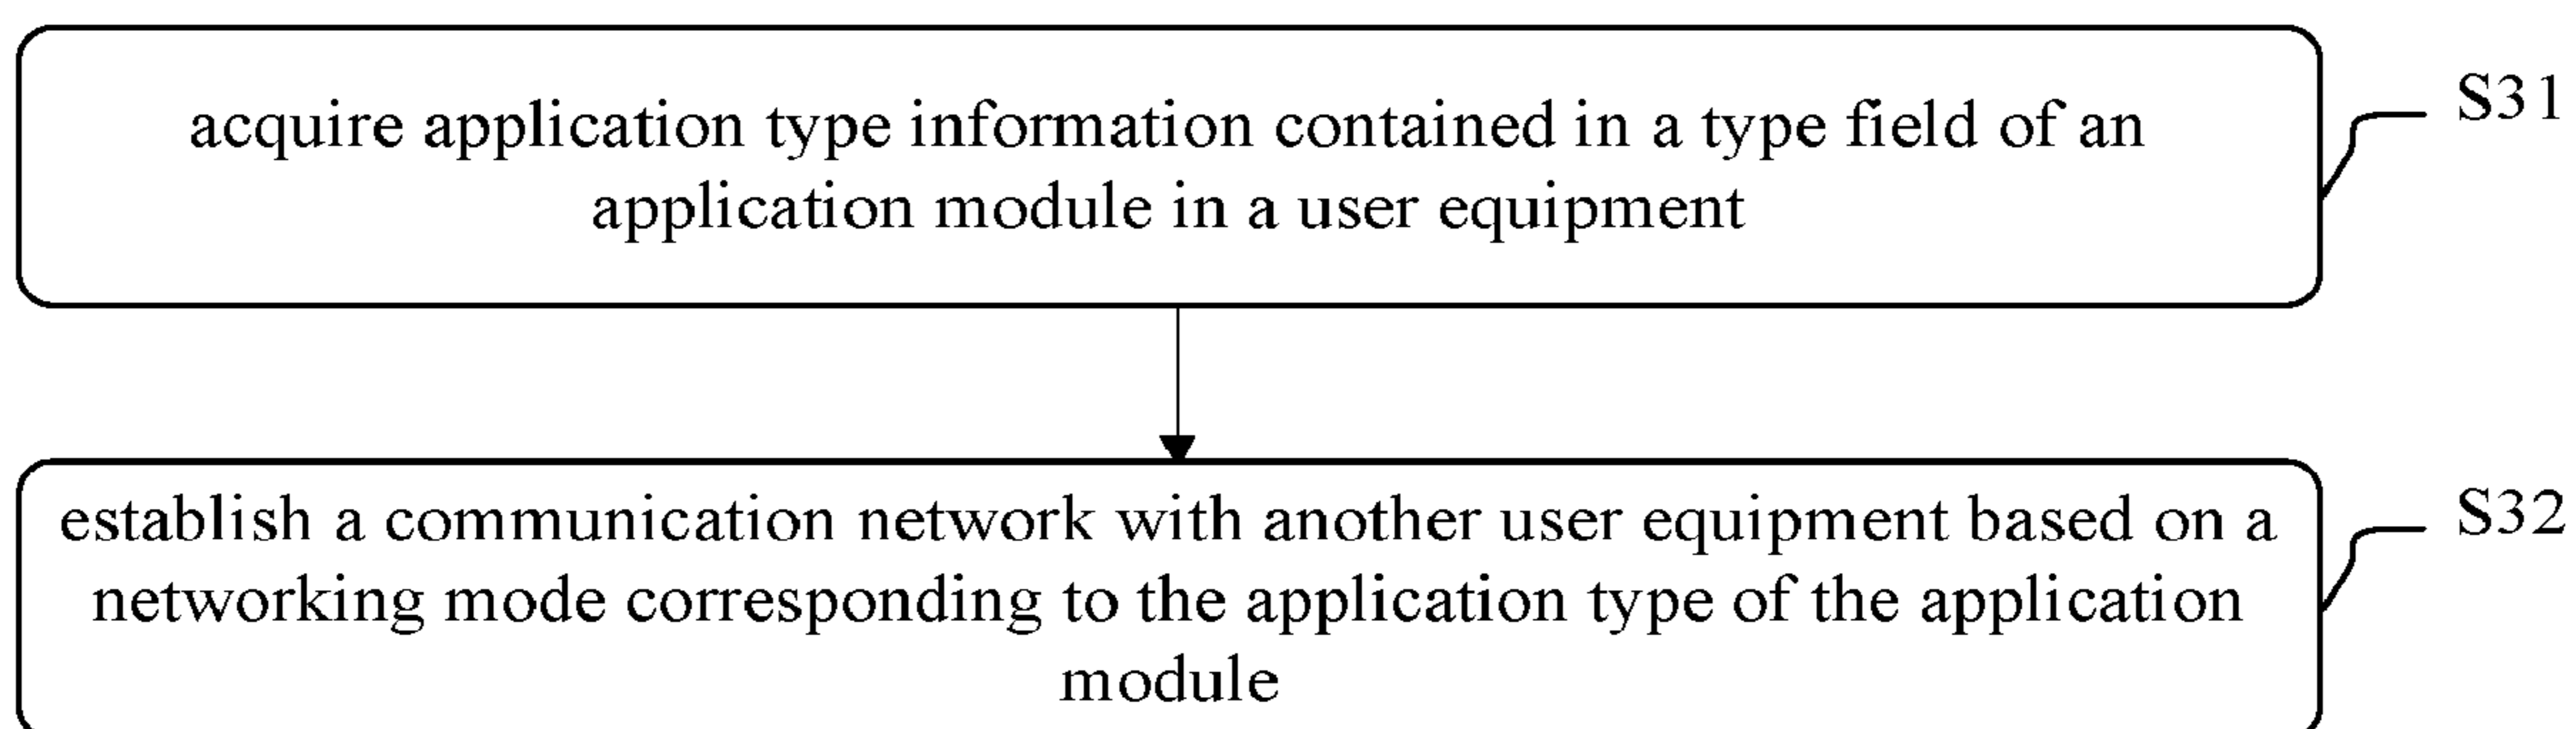 acquire application type information contained in a type field of an
application module in a user equipment
S31
establish a communication network with another user equipment based on a
networking mode corresponding to the application type of the application
module
S32